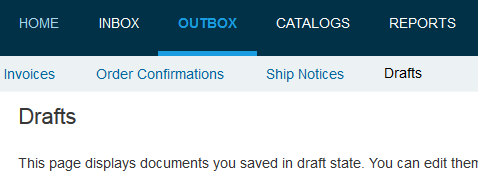 HOME INBOX OUTBOX CATALOGS REPORTS
Invoices Order Confirmations Ship Notices Drafts
Drafts
This page displays documents you saved in draft state. You can edit them